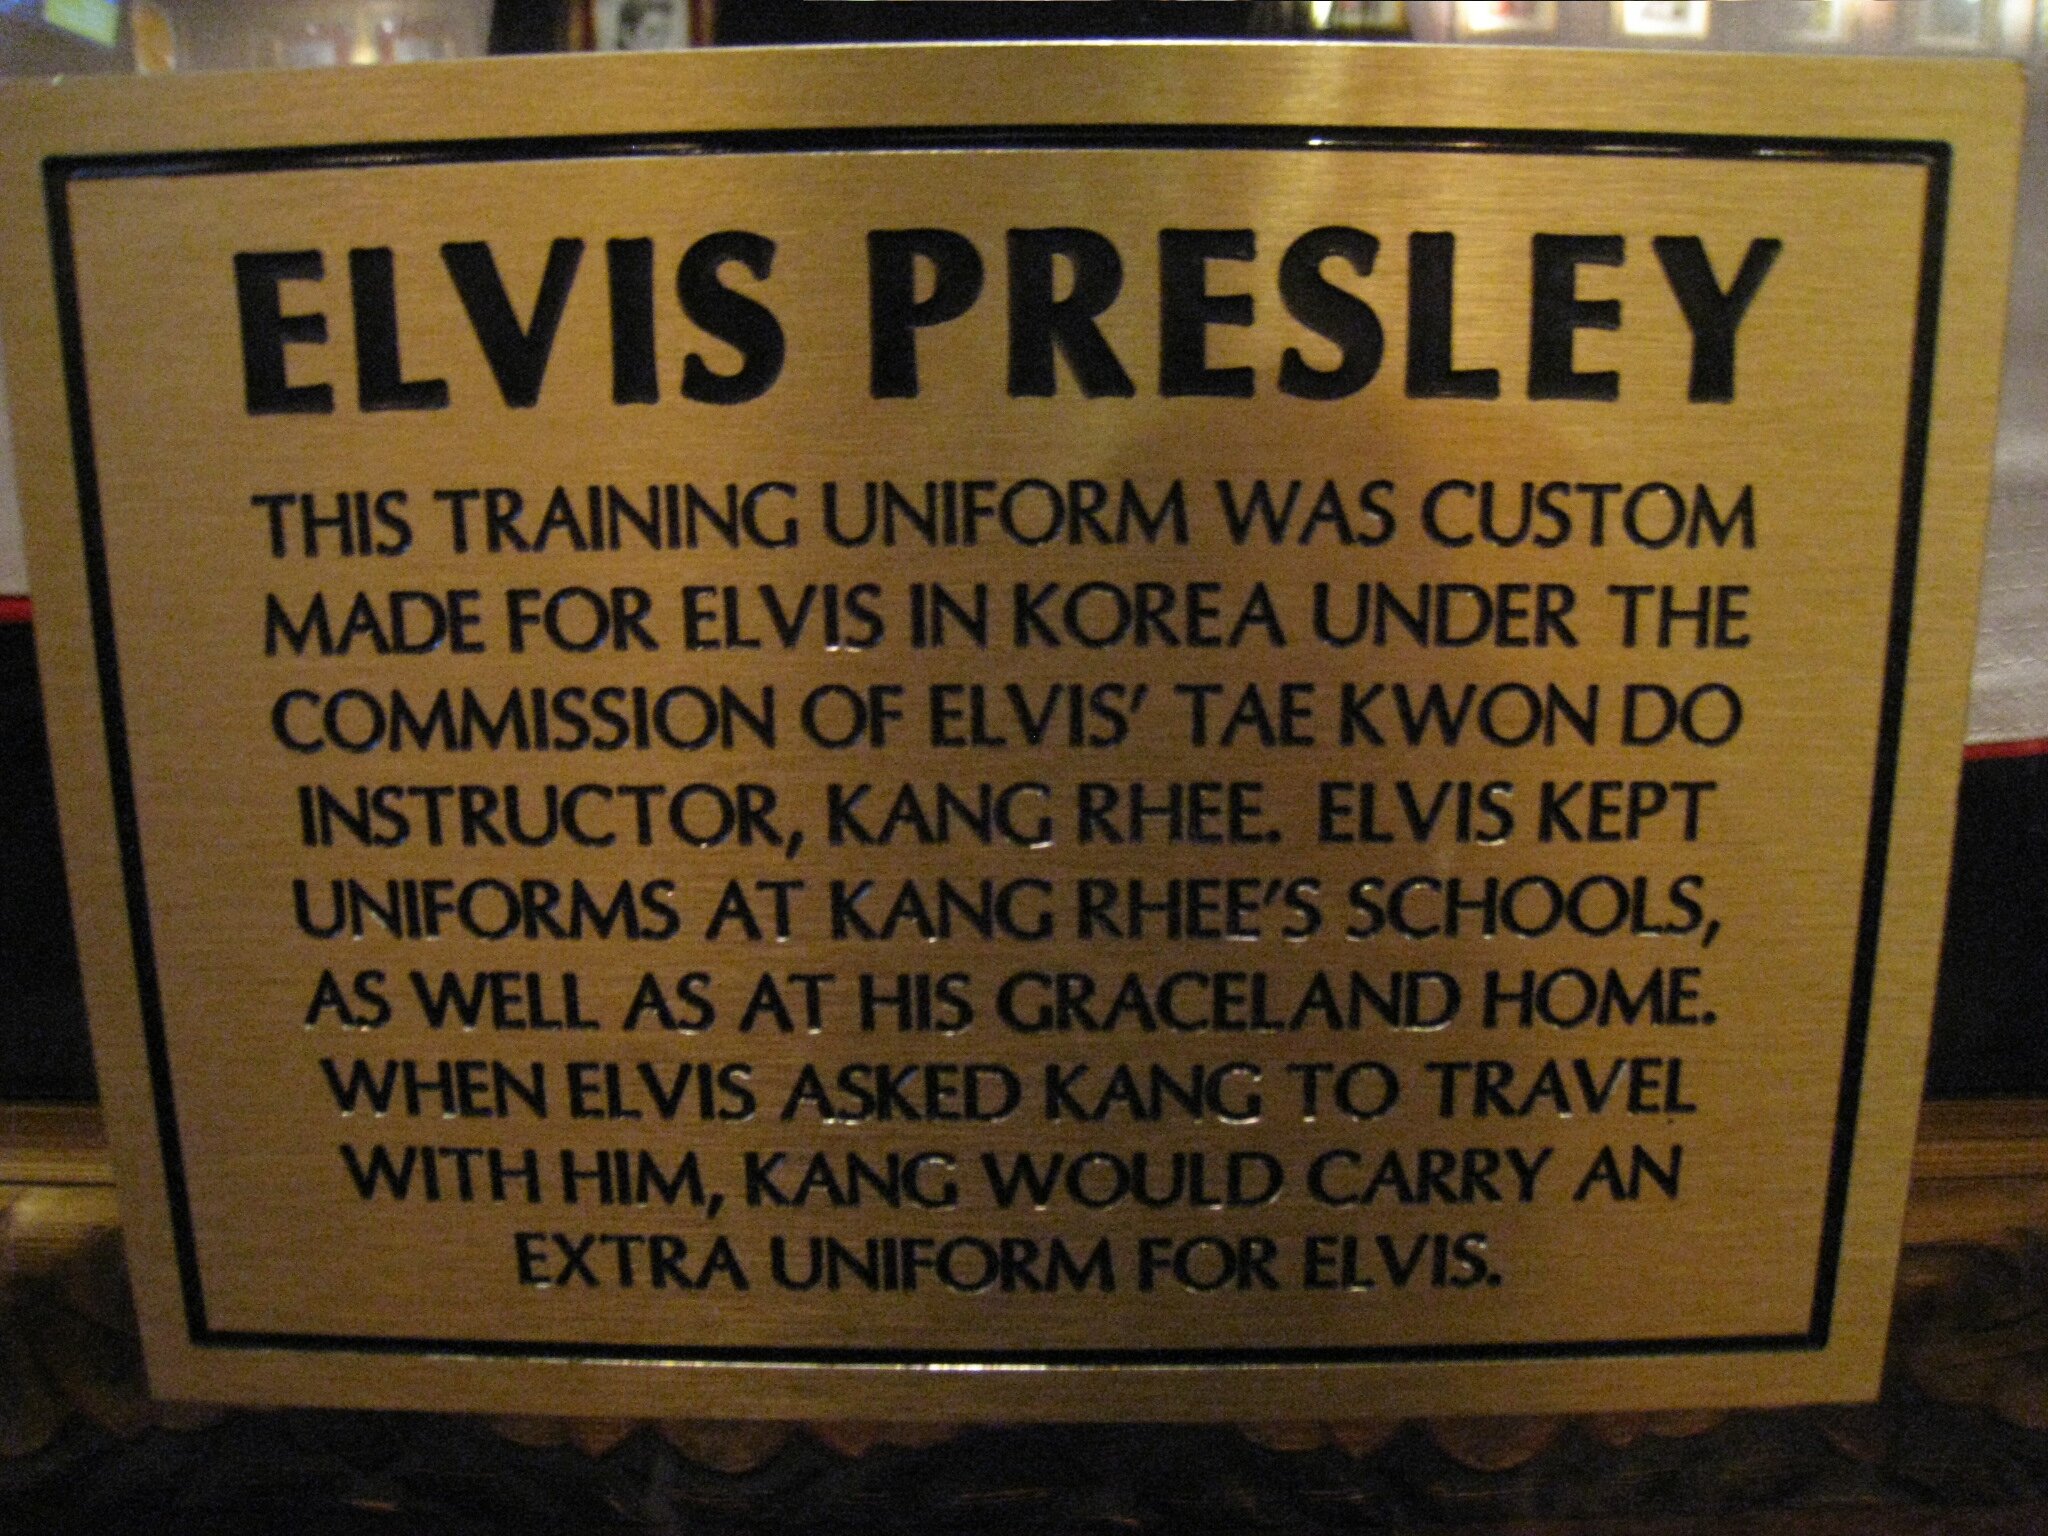 ELVIS PRESLEY
THIS TRAINING UNIFORM WAS CUSTOM
MADE FOR ELVIS IN KOREA UNDER THE
COMMISSION OF ELVIS' TAE KWON DO
INSTRUCTOR, KANG RHEE. ELVIS KEPT
UNIFORMS AT KANG RHEE'S SCHOOLS,
AS WELL AS AT HIS GRACELAND HOME.
WHEN ELVIS ASKED KANG TO TRAVEL
WITH HIM, KANG WOULD CARRY AN
EXTRA UNIFORM FOR ELVIS.